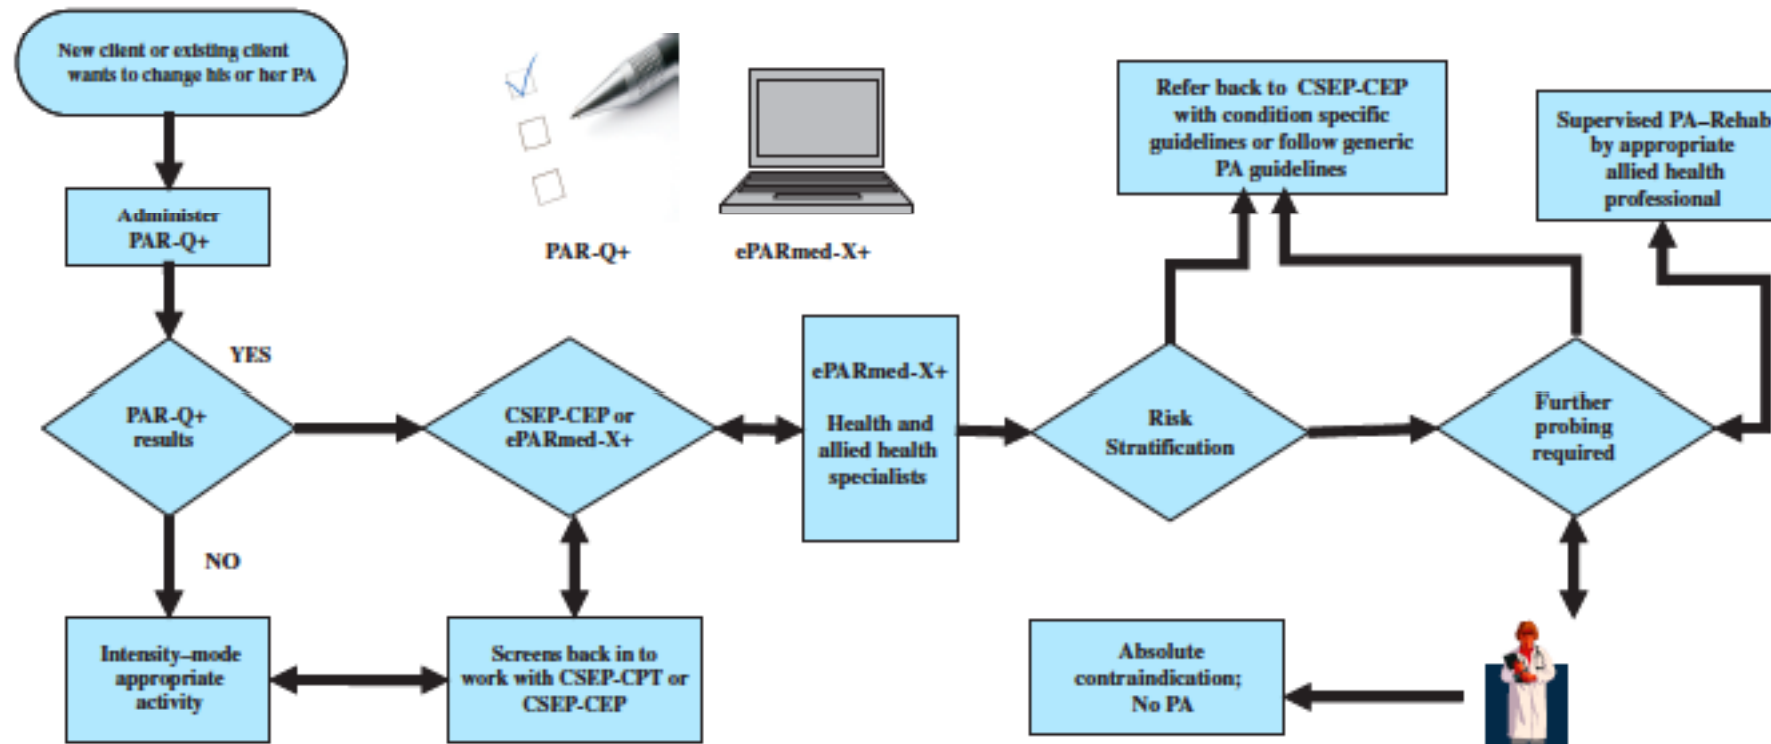 New client or existing client
wants to change his or her PA
Administer
PAR-Q+
PAR-Q+
results
YES
NO
Intensity–mode
appropriate
activity
PAR-Q+
ePARmed-X+
CSEP-CEP or
ePARmed-X+
Screens back in to
work with CSEP-CPT or
CSEP-CEP
ePARmed-X+
Health and
allied health
specialists
Risk
Stratification
Refer back to CSEP-CEP
with condition specific
guidelines or follow generic
PA guidelines
Further
probing
required
Supervised PA–Rehab
by appropriate
allied health
professional
Absolute
contraindication;
No PA